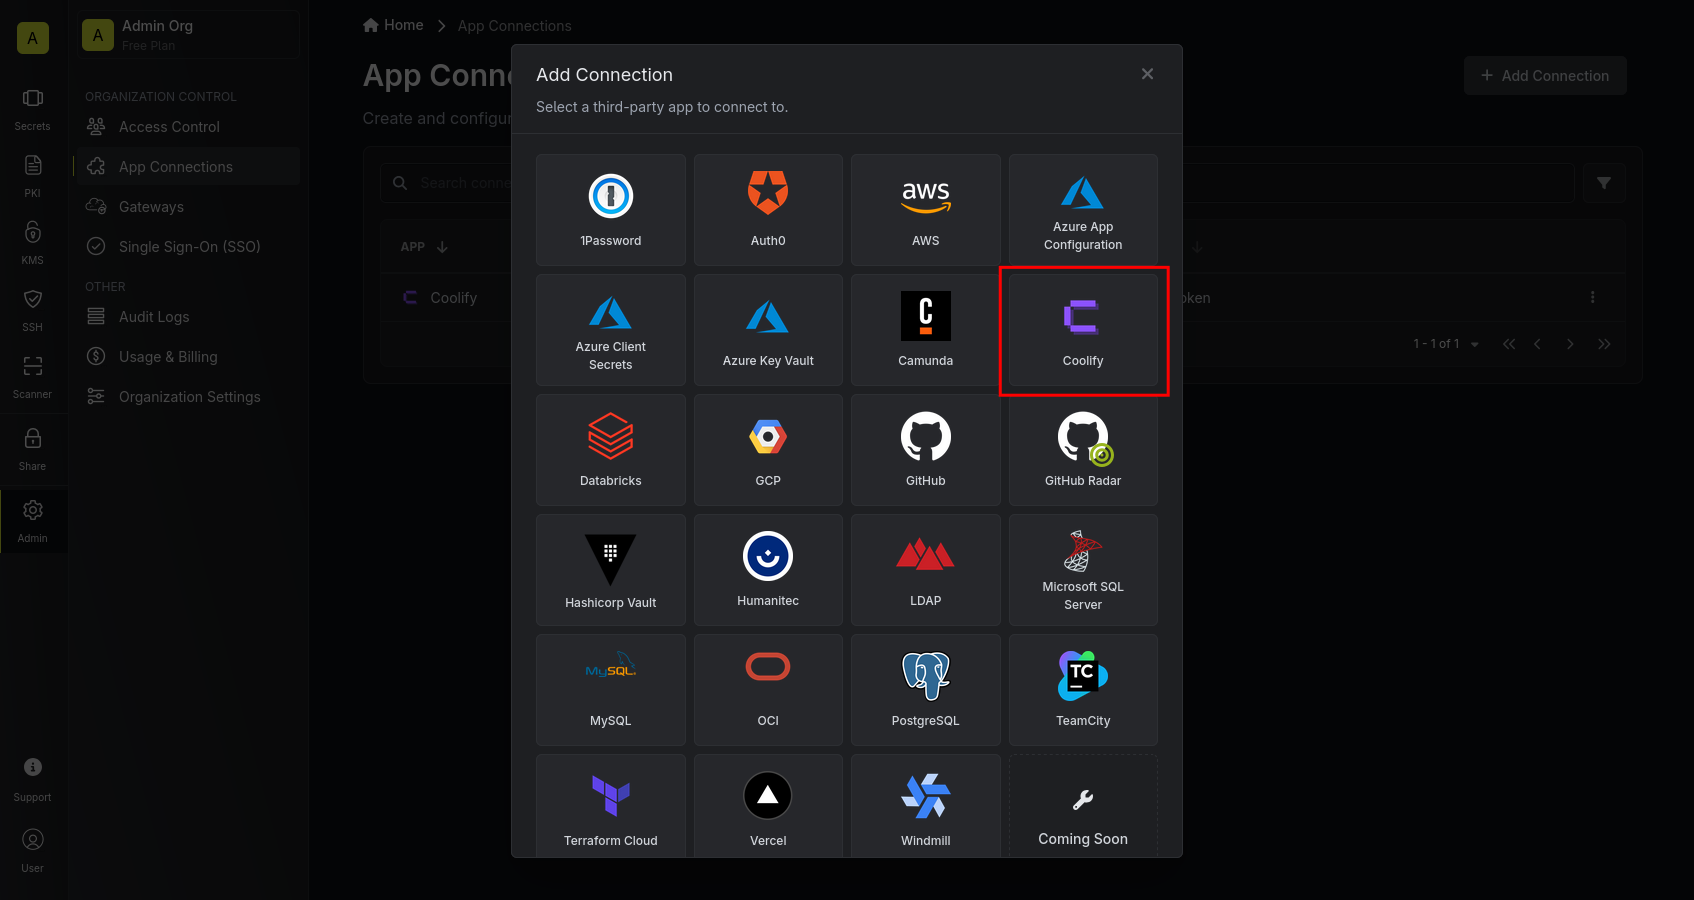 A
Secrets
PKI
KMS
SSH
Scanner
Share
Admin
Support
User
A
Admin Org
Free Plan
ORGANIZATION CONTROL
Access Control
App Connections
Gateways
Single Sign-On (SSO)
OTHER
Audit Logs
Usage & Billing
Organization Settings
Home
App Connections
App Conne
Create and configur
Add Connection
Search conne
APP
Coolify
oken
1 - 1 of 1
Add Connection
Select a third-party app to connect to.
1Password
Auth0
aws
AWS
Azure App
Configuration
Azure Client
Secrets
Azure Key Vault
C
Camunda
Coolify
Databricks
GCP
GitHub
GitHub Radar
Hashicorp Vault
Humanitec
LDAP
Microsoft SQL
Server
MySQL
MySQL
OCI
PostgreSQL
TC
TeamCity
Terraform Cloud
Vercel
Windmill
Coming Soon